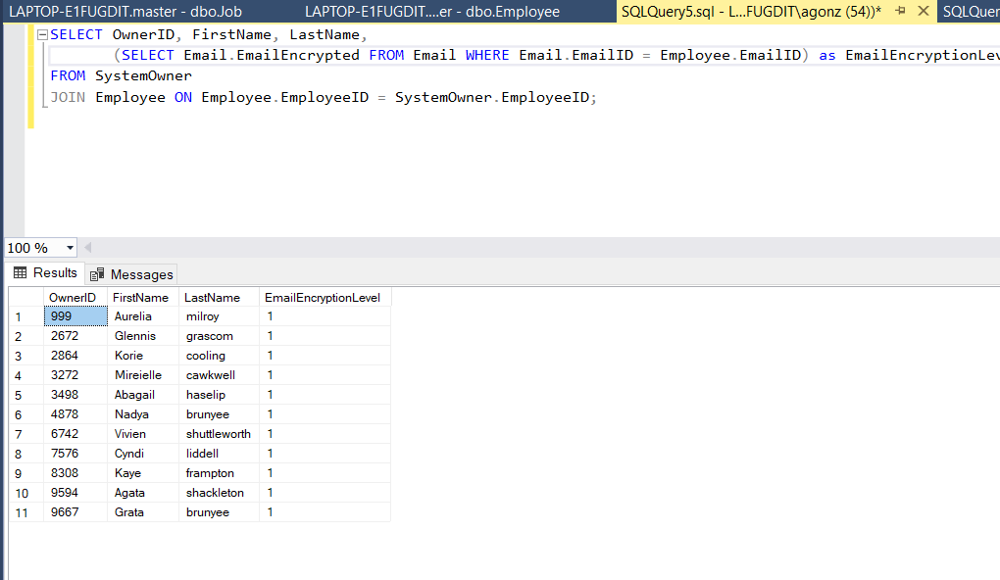 LAPTOP-E1FUGDIT.master - dbo.Job LAPTOP-E1FUGDIT....er - dbo.Employee SQLQuery5.sql - L...FUGDIT\agonz (54))* SQLQuer
SELECT OwnerID, FirstName, LastName,
(SELECT Email.EmailEncrypted FROM Email WHERE Email.EmailID = Employee.EmailID) as EmailEncryptionLev
FROM SystemOwner
JOIN Employee ON Employee.EmployeeID = SystemOwner.EmployeeID;
100 %
Results Messages
OwnerID FirstName LastName EmailEncryptionLevel
1 999 Aurelia milroy 1
2 2672 Glennis grascom 1
3 2864 Korie cooling 1
4 3272 Mireielle cawkwell 1
5 3498 Abagail haselip 1
6 4878 Nadya brunyee 1
7 6742 Vivien shuttleworth 1
8 7576 Cyndi liddell 1
9 8308 Kaye frampton 1
10 9594 Agata shackleton 1
11 9667 Grata brunyee 1